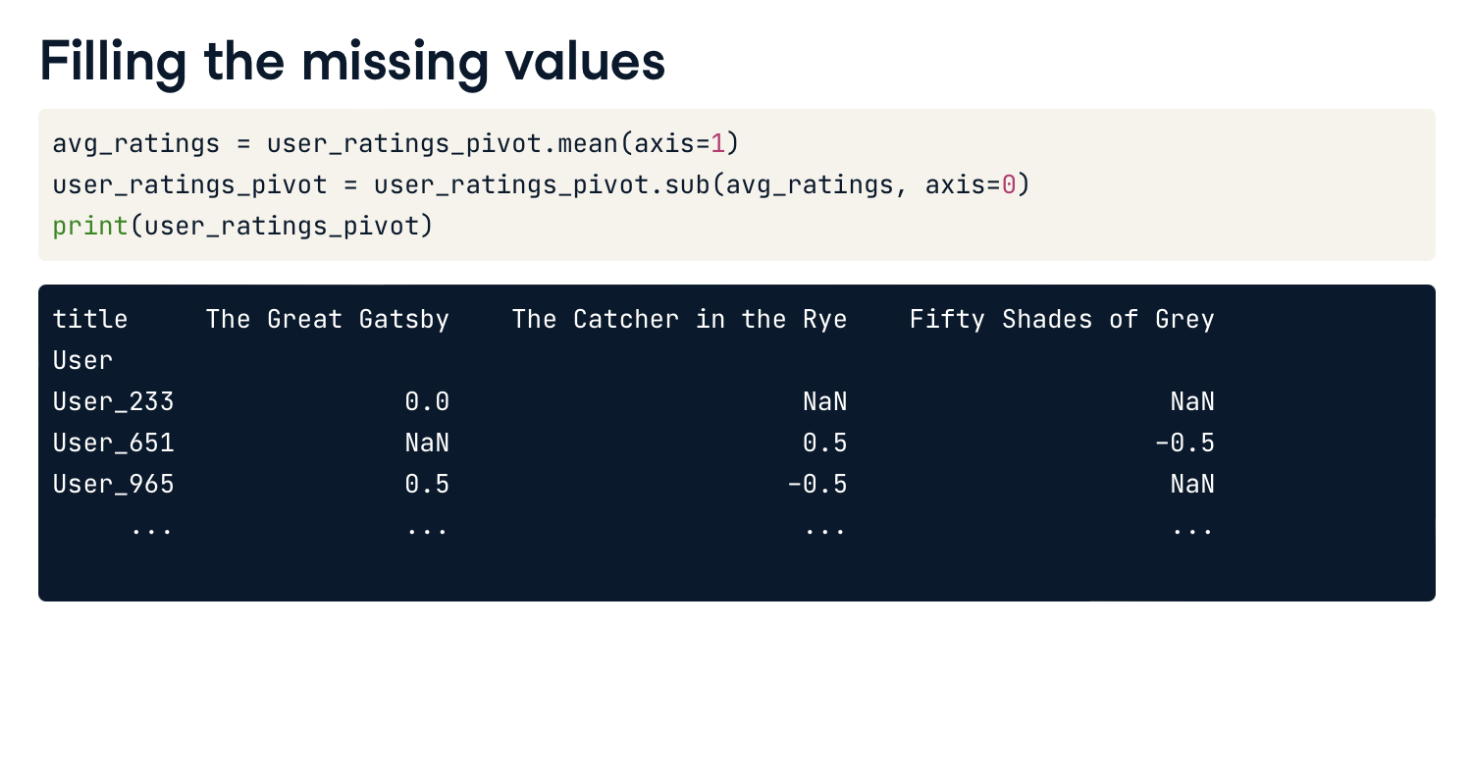 Filling the missing values
avg_ratings = user_ratings_pivot.mean(axis=1)
user_ratings_pivot = user_ratings_pivot.sub(avg_ratings, axis=0)
print(user_ratings_pivot)
title The Great Gatsby The Catcher in the Rye Fifty Shades of Grey
User
User_233 0.0 NaN NaN
User_651 NaN 0.5 -0.5
User_965 0.5 -0.5 NaN
... ... ... ...